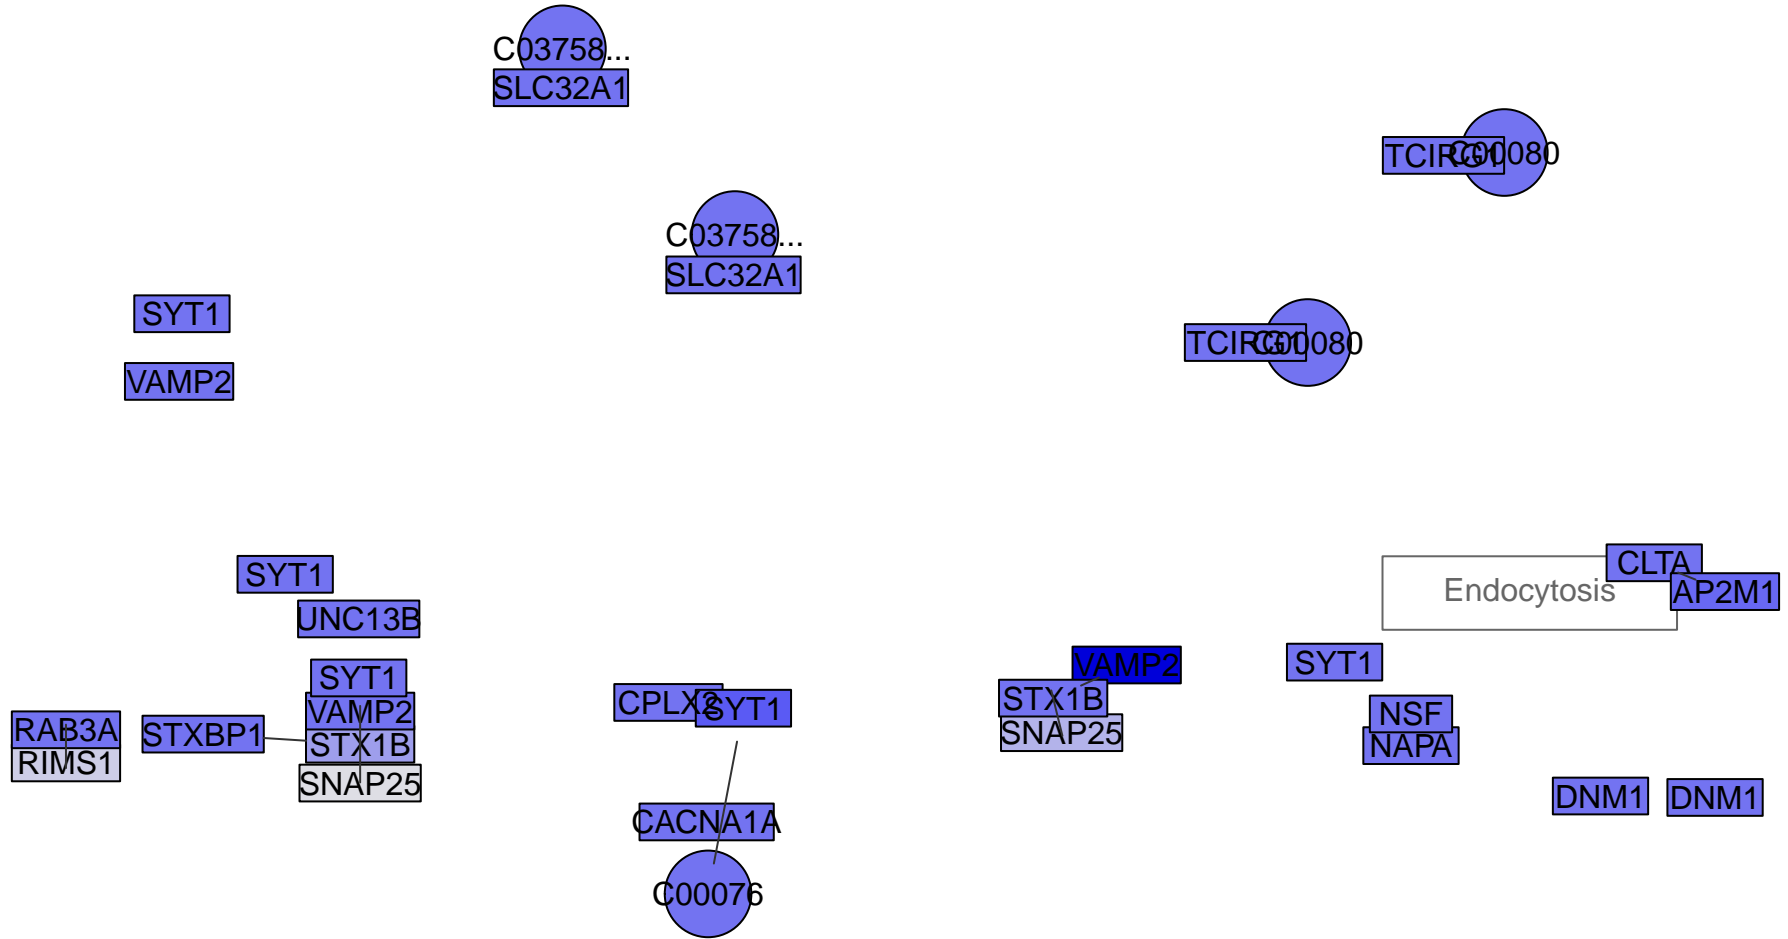 C03758...
SLC32A1
TCIRG1
C00080
C03758...
SLC32A1
SYT1
TCIRG1
C00080
VAMP2
SYT1
CLTA
Endocytosis
AP2M1
UNC13B
SYT1
VAMP2
SYT1
CPLX2
SYT1
STX1B
VAMP2
NSF
RAB3A
STXBP1
STX1B
SNAP25
NAPA
RIMS1
SNAP25
DNM1
DNM1
CACNA1A
C00076